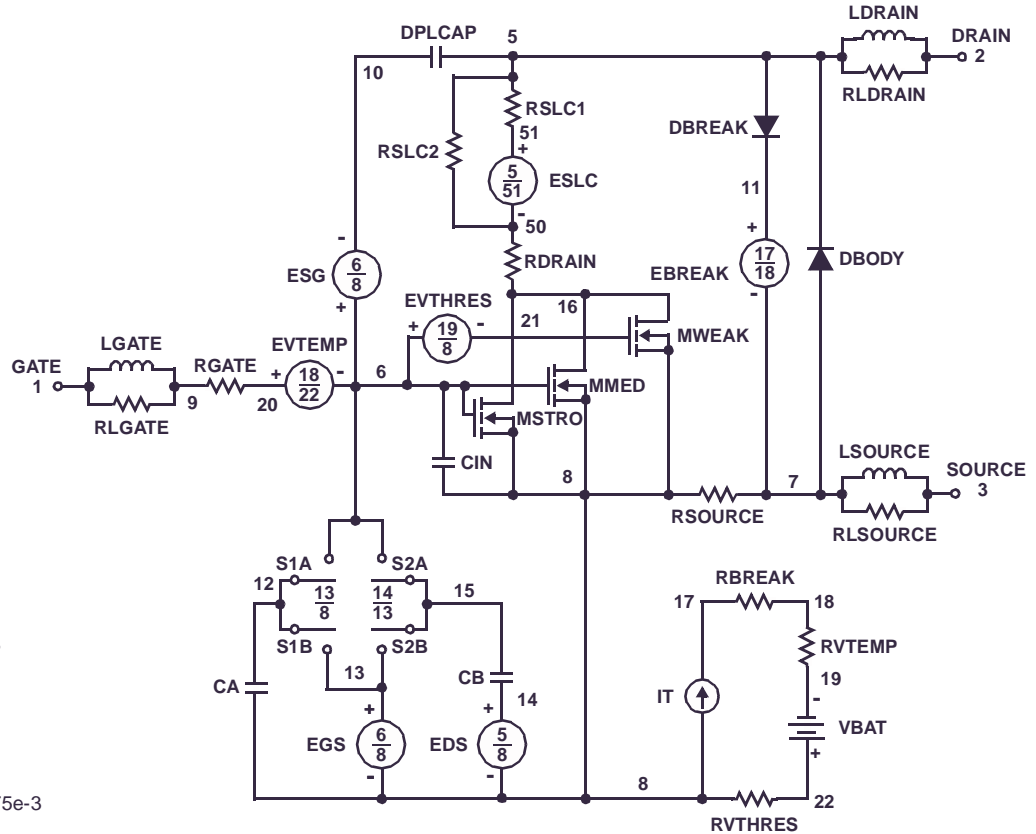 LDRAIN
DPLCAP 5 DRAIN
2
10
RLDRAIN
RSLC1
DBREAK
51
+
RSLC2
5
51
ESLC
11
-
50
+
-
RDRAIN
17
18
DBODY
6
8
ESG
EBREAK
EVTHRES
-
16
+
+
19
8
-
21
MWEAK
LGATE
EVTEMP
GATE
1
RGATE
+
18
22
-
6
MMED
9
20
MSTRO
RLGATE
CIN
LSOURCE
8
7
SOURCE
3
RSOURCE
RLSOURCE
S1A
S2A
12
13
8
14
13
15
RBREAK
17
18
S1B
S2B
RVTEMP
13
CB
19
CA
14
IT
-
+
+
VBAT
EGS
6
8
EDS
5
8
+
-
-
8
22
5e-3
RVTHRES